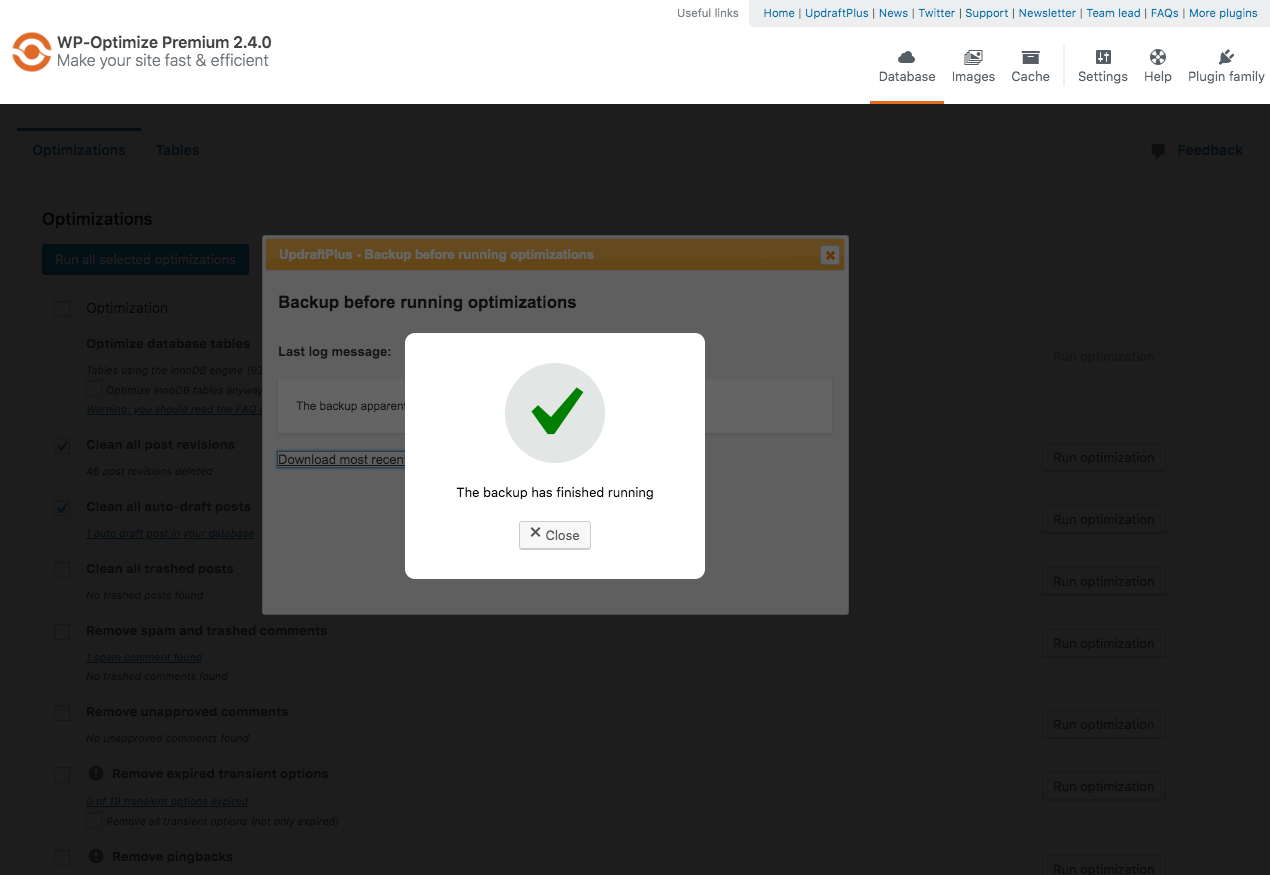 Useful links
Home | UpdraftPlus | News | Twitter | Support | Newsletter | Team lead | FAQs | More plugins
WP-Optimize Premium 2.4.0
Make your site fast & efficient
Database
Images
Cache
Settings
Help
Plugin family
Optimizations
Tables
Feedback
Optimizations
Run all selected optimizations
UpdraftPlus - Backup before running optimizations
Backup before running optimizations
Last log message:
The backup apparent
Download most recent
The backup has finished running
Close
Optimization
Optimize database tables
Run optimization
Tables using the InnoDB engine (93
Optimize InnoDB tables anyway
Warning: you should read the FAQ
Clean all post revisions
Run optimization
46 post revisions deleted
Clean all auto-draft posts
Run optimization
1 auto draft post in your database
Clean all trashed posts
Run optimization
No trashed posts found
Remove spam and trashed comments
Run optimization
1 spam comment found
No trashed comments found
Remove unapproved comments
Run optimization
No unapproved comments found
Remove expired transient options
Run optimization
0 of 19 transient options expired
Remove all transient options (not only expired)
Remove pingbacks
Run optimization